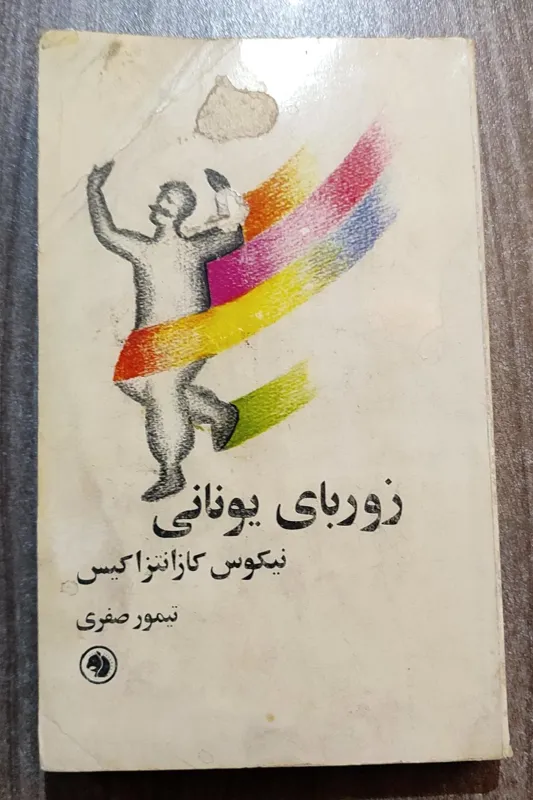 زوربای یونانی
نیکوس کازانتزاکیس
تیمور صفری